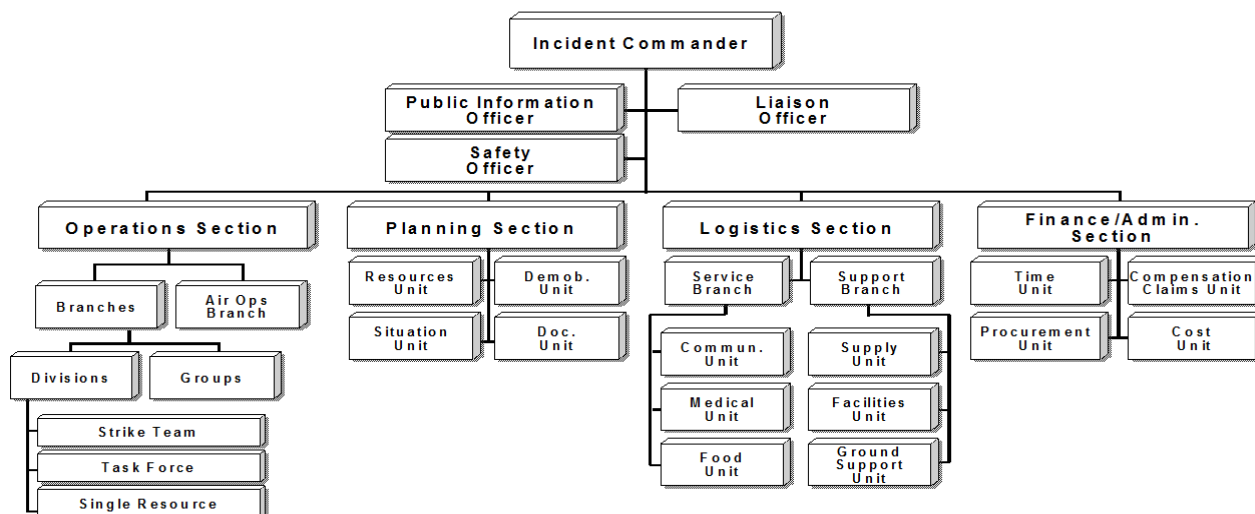 Incident Commander
Public Information
Officer
Liaison
Officer
Safety
Officer
Operations Section
Planning Section
Logistics Section
Finance/Admin.
Section
Branches
Air Ops
Branch
Resources
Unit
Demob.
Unit
Service
Branch
Support
Branch
Time
Unit
Compensation
Claims Unit
Situation
Unit
Doc.
Unit
Procurement
Unit
Cost
Unit
Divisions
Groups
Commun.
Unit
Supply
Unit
Medical
Unit
Facilities
Unit
Strike Team
Task Force
Single Resource
Food
Unit
Ground
Support
Unit